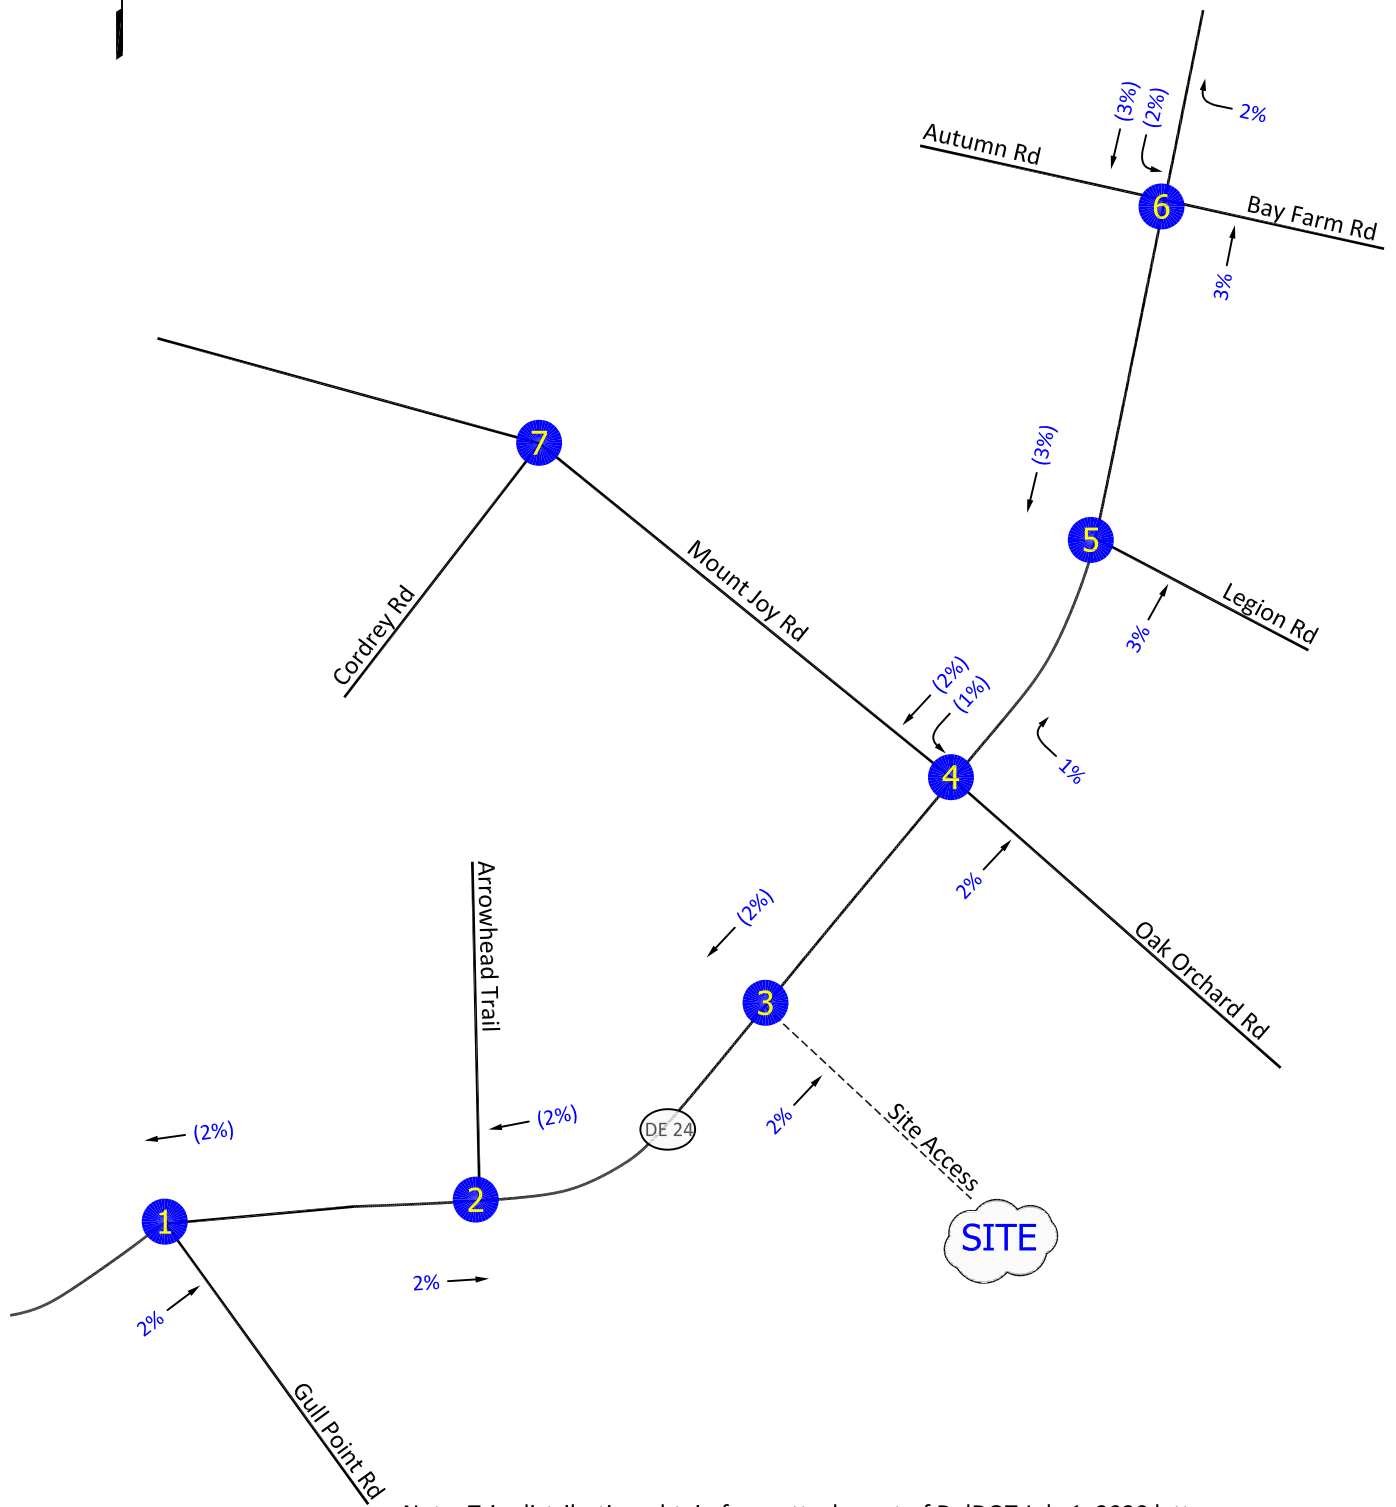 (3%)
(2%)
2%
Autumn Rd
6
Bay Farm Rd
3%
(3%)
7
5
Mount Joy Rd
Legion Rd
3%
Cordrey Rd
(2%)
(1%)
4
1%
2%
Arrowhead Trail
(2%)
Oak Orchard Rd
3
2%
Site Access
(2%)
(2%)
DE 24
2
1
SITE
2%
2%
Gull Point Rd